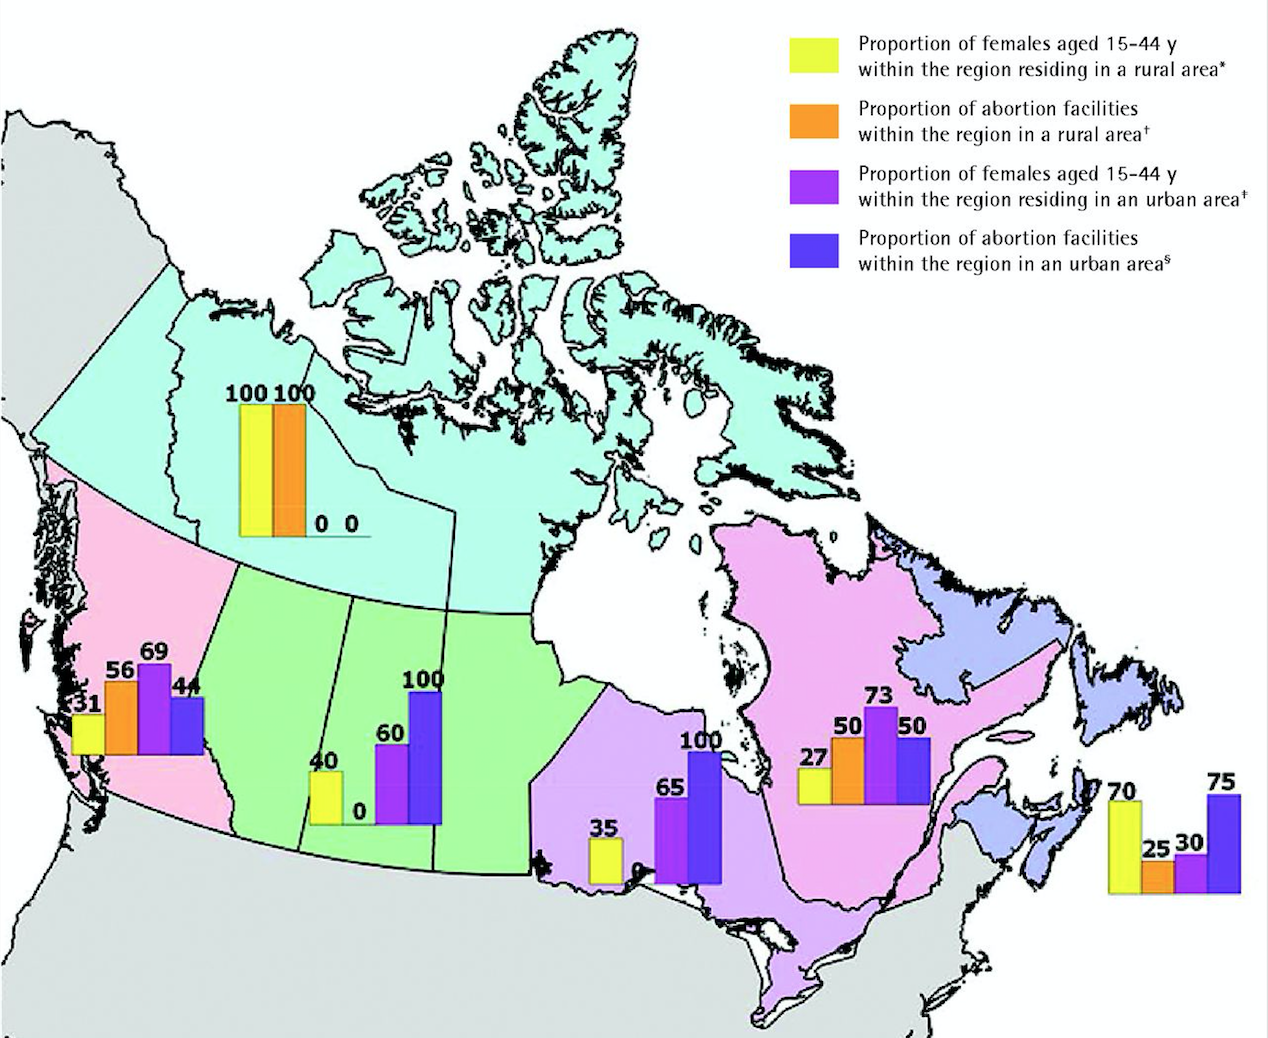 Proportion of females aged 15-44 y
within the region residing in a rural area*
Proportion of abortion facilities
within the region in a rural area†
Proportion of females aged 15-44 y
within the region residing in an urban area‡
Proportion of abortion facilities
within the region in an urban area§
100 100
0 0
31 56 69 44
40 0 60 100
35 0 65 100
27 50 73 50
70 25 30 75